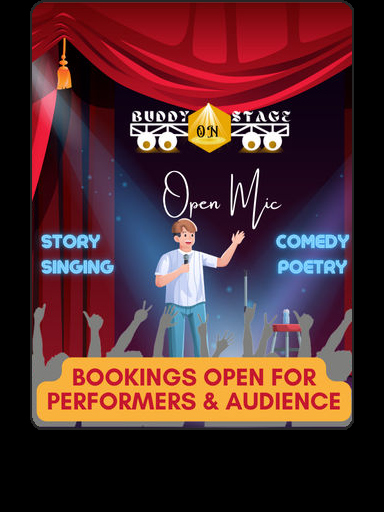 BUDDY ON STAGE
Open Mic
STORY
SINGING
COMEDY
POETRY
BOOKINGS OPEN FOR
PERFORMERS & AUDIENCE